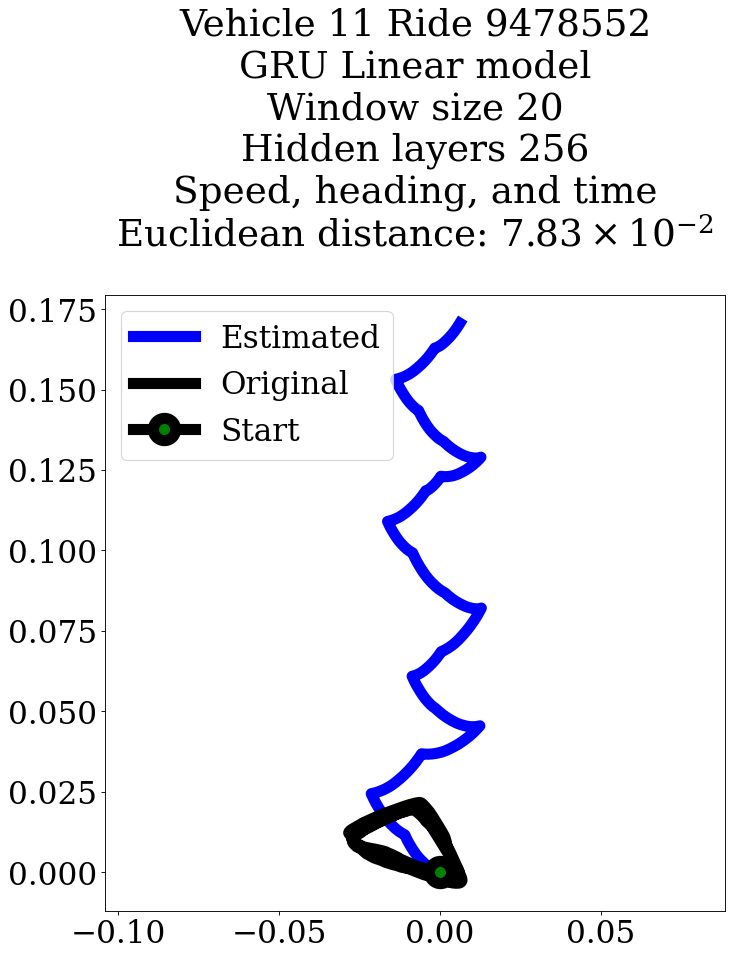 Vehicle 11 Ride 9478552
GRU Linear model
Window size 20
Hidden layers 256
Speed, heading, and time
Euclidean distance: 7.83 × 10⁻²
0.175
0.150
0.125
0.100
0.075
0.050
0.025
0.000
Estimated
Original
Start
−0.10 −0.05 0.00 0.05